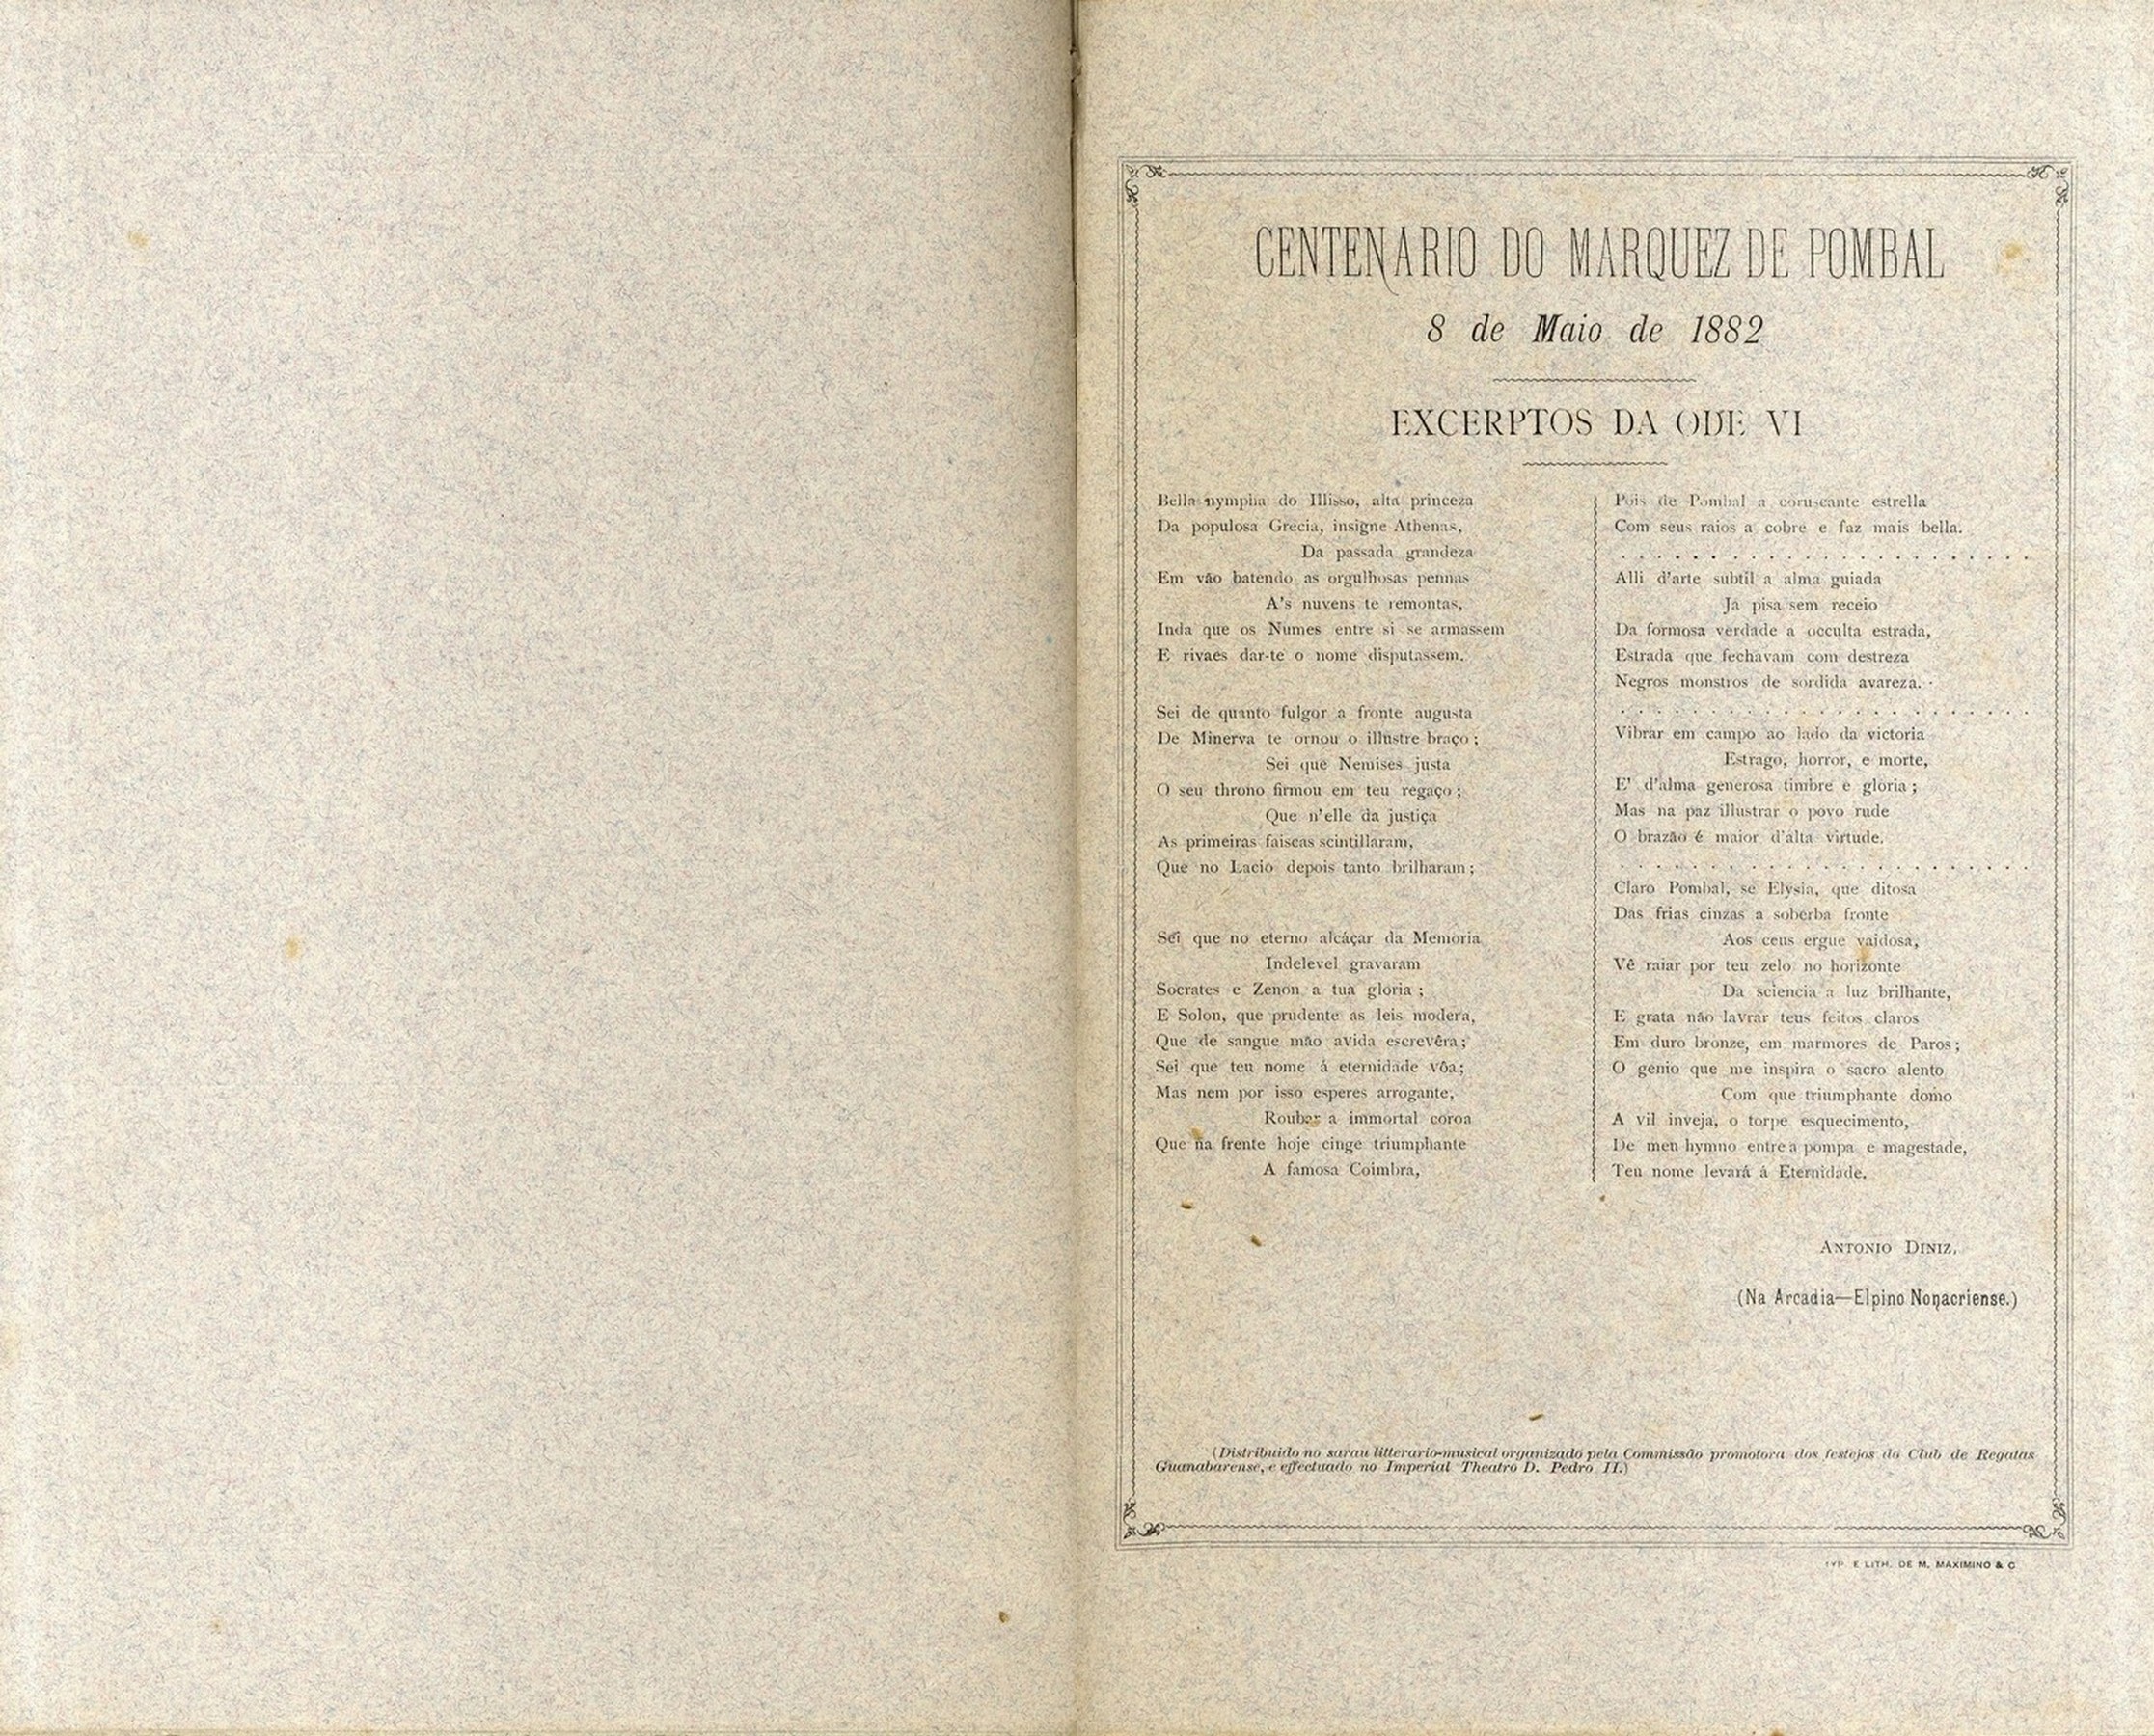 CENTENARIO DO MARQUEZ DE POMBAL
8 de Maio de 1882
EXCERPTOS DA ODE VI
Bella nympha do Illisso, alta princeza
Da populosa Grecia, insigne Athenas,
Da passada grandeza
Em vão batendo as orgulhosas pennas
A's nuvens te remontas,
Inda que os Numes entre si se armassem
E rivaes dar-te o nome disputassem.
Sei de quanto fulgor a fronte augusta
De Minerva te ornou o illustre braço;
Sei que Nemises justa
O seu throno firmou em teu regaço;
Que n'elle da justiça
As primeiras faiscas scintillaram,
Que no Lacio depois tanto brilharam;
Sei que no eterno alcáçar da Memoria
Indelevel gravaram
Socrates e Zenon a tua gloria;
E Solon, que prudente as leis modera,
Que de sangue mão avida escrevêra;
Sei que teu nome á eternidade vôa;
Mas nem por isso esperes arrogante,
Roubar a immortal coroa
Que na frente hoje cinge triumphante
A famosa Coimbra,
Pois de Pombal a coruscante estrella
Com seus raios a cobre e faz mais bella.
. . . . . . . . . . . . . . . . . . . . . . . .
Alli d'arte subtil a alma guiada
Ja pisa sem receio
Da formosa verdade a occulta estrada,
Estrada que fechavam com destreza
Negros monstros de sordida avareza.
. . . . . . . . . . . . . . . . . . . . . . . .
Vibrar em campo ao lado da victoria
Estrago, horror, e morte,
E' d'alma generosa timbre e gloria;
Mas na paz illustrar o povo rude
O brazão é maior d'alta virtude.
. . . . . . . . . . . . . . . . . . . . . . . .
Claro Pombal, se Elysia, que ditosa
Das frias cinzas a soberba fronte
Aos ceus ergue vaidosa,
Vê raiar por teu zelo no horizonte
Da sciencia a luz brilhante,
E grata não lavrar teus feitos claros
Em duro bronze, em marmores de Paros;
O genio que me inspira o sacro alento
Com que triumphante domo
A vil inveja, o torpe esquecimento,
De meu hymno entre a pompa e magestade,
Teu nome levará á Eternidade.
ANTONIO DINIZ,
(Na Arcadia—Elpino Nonacriense.)
(Distribuido no sarau litterario-musical organizado pela Commissão promotora dos festejos do Club de Regatas
Guanabarense, e effectuado no Imperial Theatro D. Pedro II.)
TYP. E LITH. DE M. MAXIMINO & C